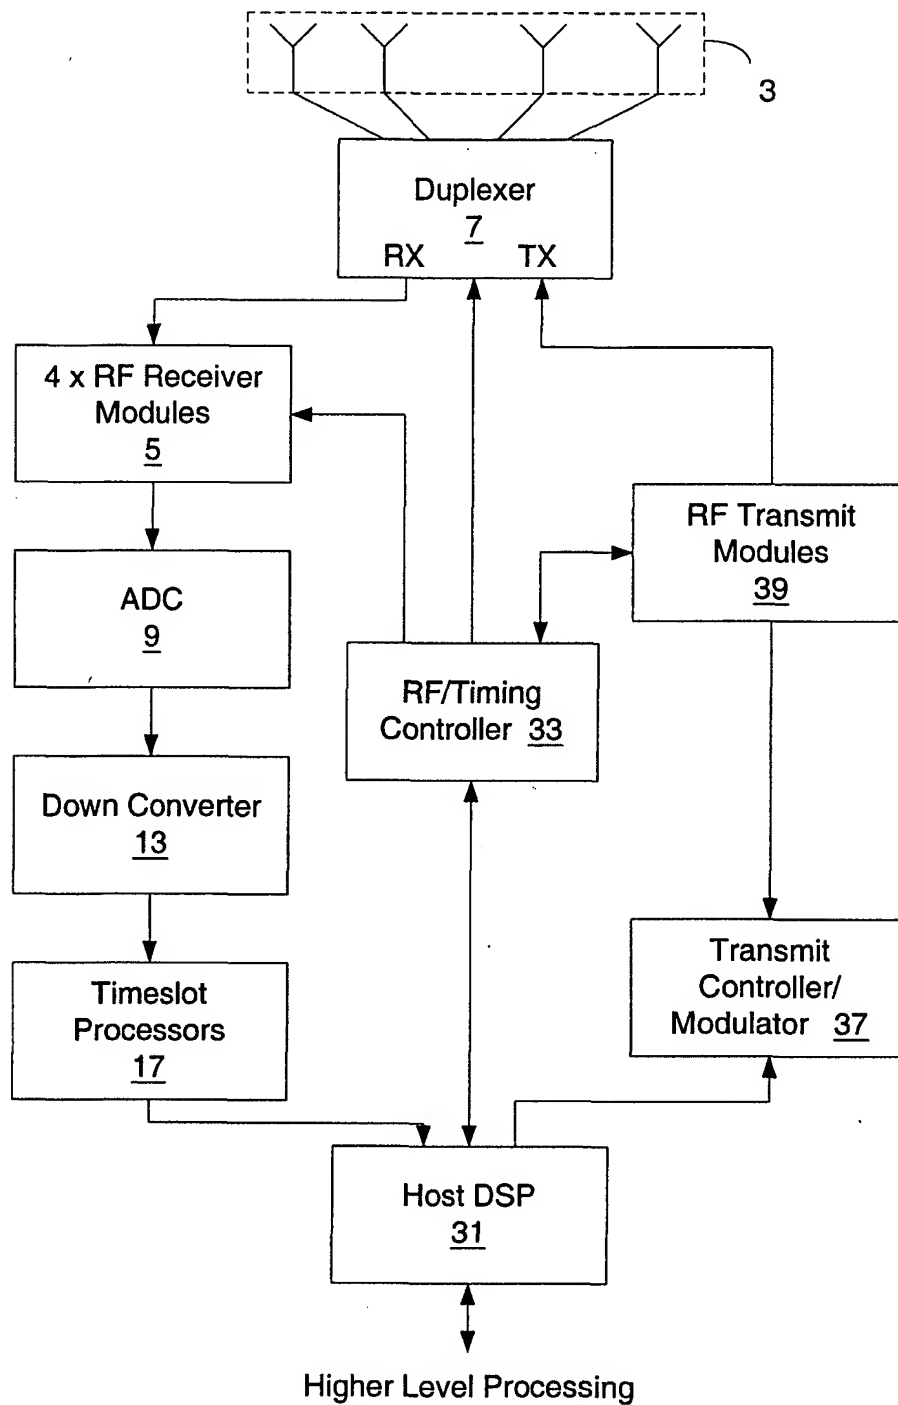 3
Duplexer
7
RX TX
4 x RF Receiver
Modules
5
RF Transmit
Modules
39
ADC
9
RF/Timing
Controller 33
Down Converter
13
Transmit
Controller/
Modulator 37
Timeslot
Processors
17
Host DSP
31
Higher Level Processing